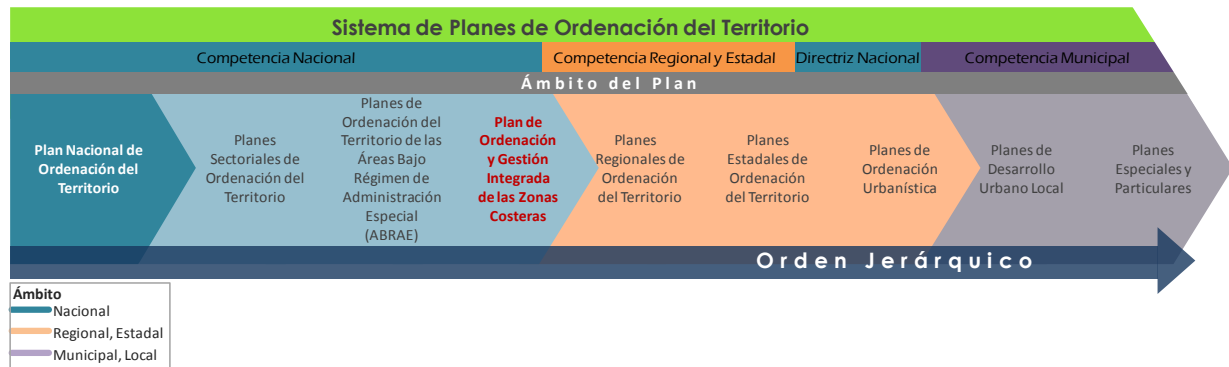 Sistema de Planes de Ordenación del Territorio
Competencia Nacional
Competencia Regional y Estadal
Directriz Nacional
Competencia Municipal
Ámbito del Plan
Plan Nacional de
Ordenación del
Territorio
Planes
Sectoriales de
Ordenación del
Territorio
Planes de
Ordenación del
Territorio de las
Áreas Bajo
Régimen de
Administración
Especial
(ABRAE)
Plan de
Ordenación
y Gestión
Integrada
de las Zonas
Costeras
Planes
Regionales de
Ordenación
del Territorio
Planes
Estadales de
Ordenación
del Territorio
Planes de
Ordenación
Urbanística
Planes de
Desarrollo
Urbano Local
Planes
Especiales y
Particulares
Orden Jerárquico
Ámbito
Nacional
Regional, Estadal
Municipal, Local